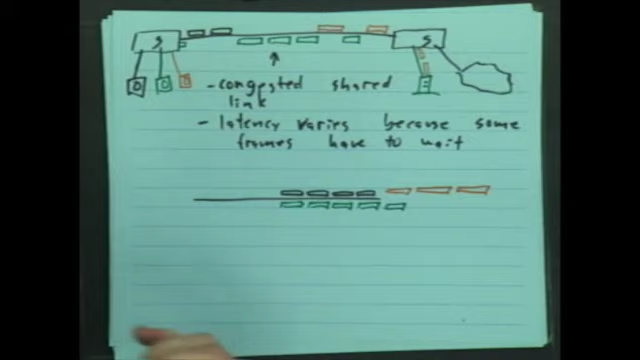 S S
- congested shared
link
- latency varies because some
frames have to wait